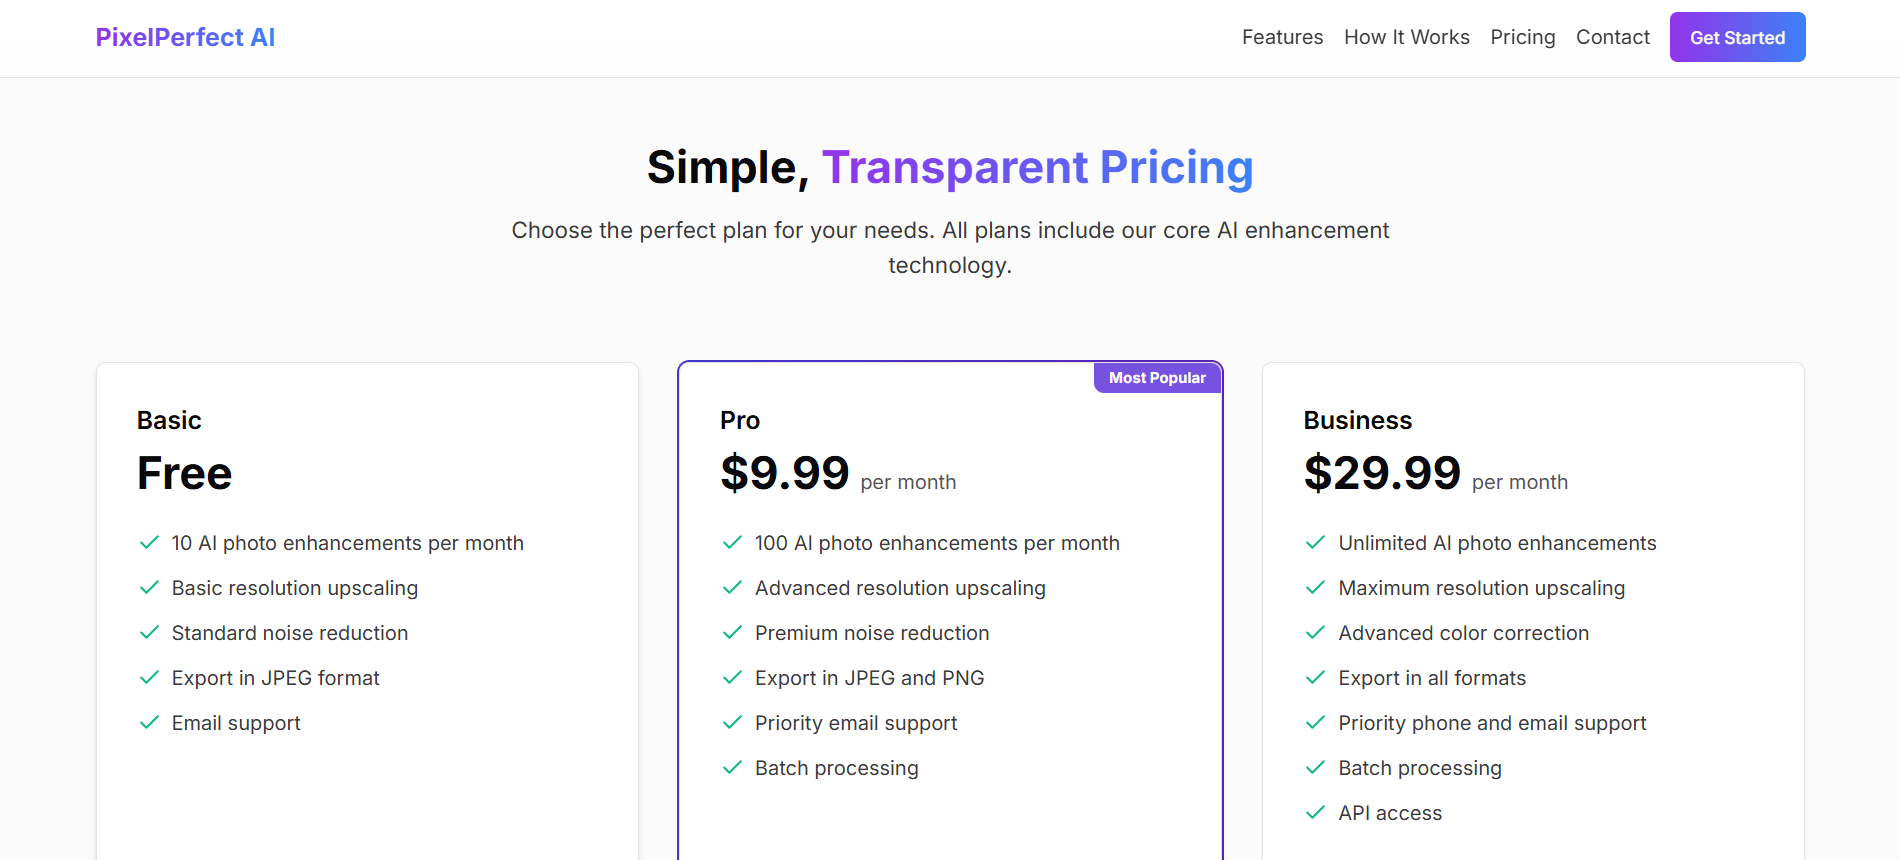 PixelPerfect AI
Features
How It Works
Pricing
Contact
Get Started
Simple, Transparent Pricing
Choose the perfect plan for your needs. All plans include our core AI enhancement
technology.
Basic
Free
10 AI photo enhancements per month
Basic resolution upscaling
Standard noise reduction
Export in JPEG format
Email support
Most Popular
Pro
$9.99 per month
100 AI photo enhancements per month
Advanced resolution upscaling
Premium noise reduction
Export in JPEG and PNG
Priority email support
Batch processing
Business
$29.99 per month
Unlimited AI photo enhancements
Maximum resolution upscaling
Advanced color correction
Export in all formats
Priority phone and email support
Batch processing
API access